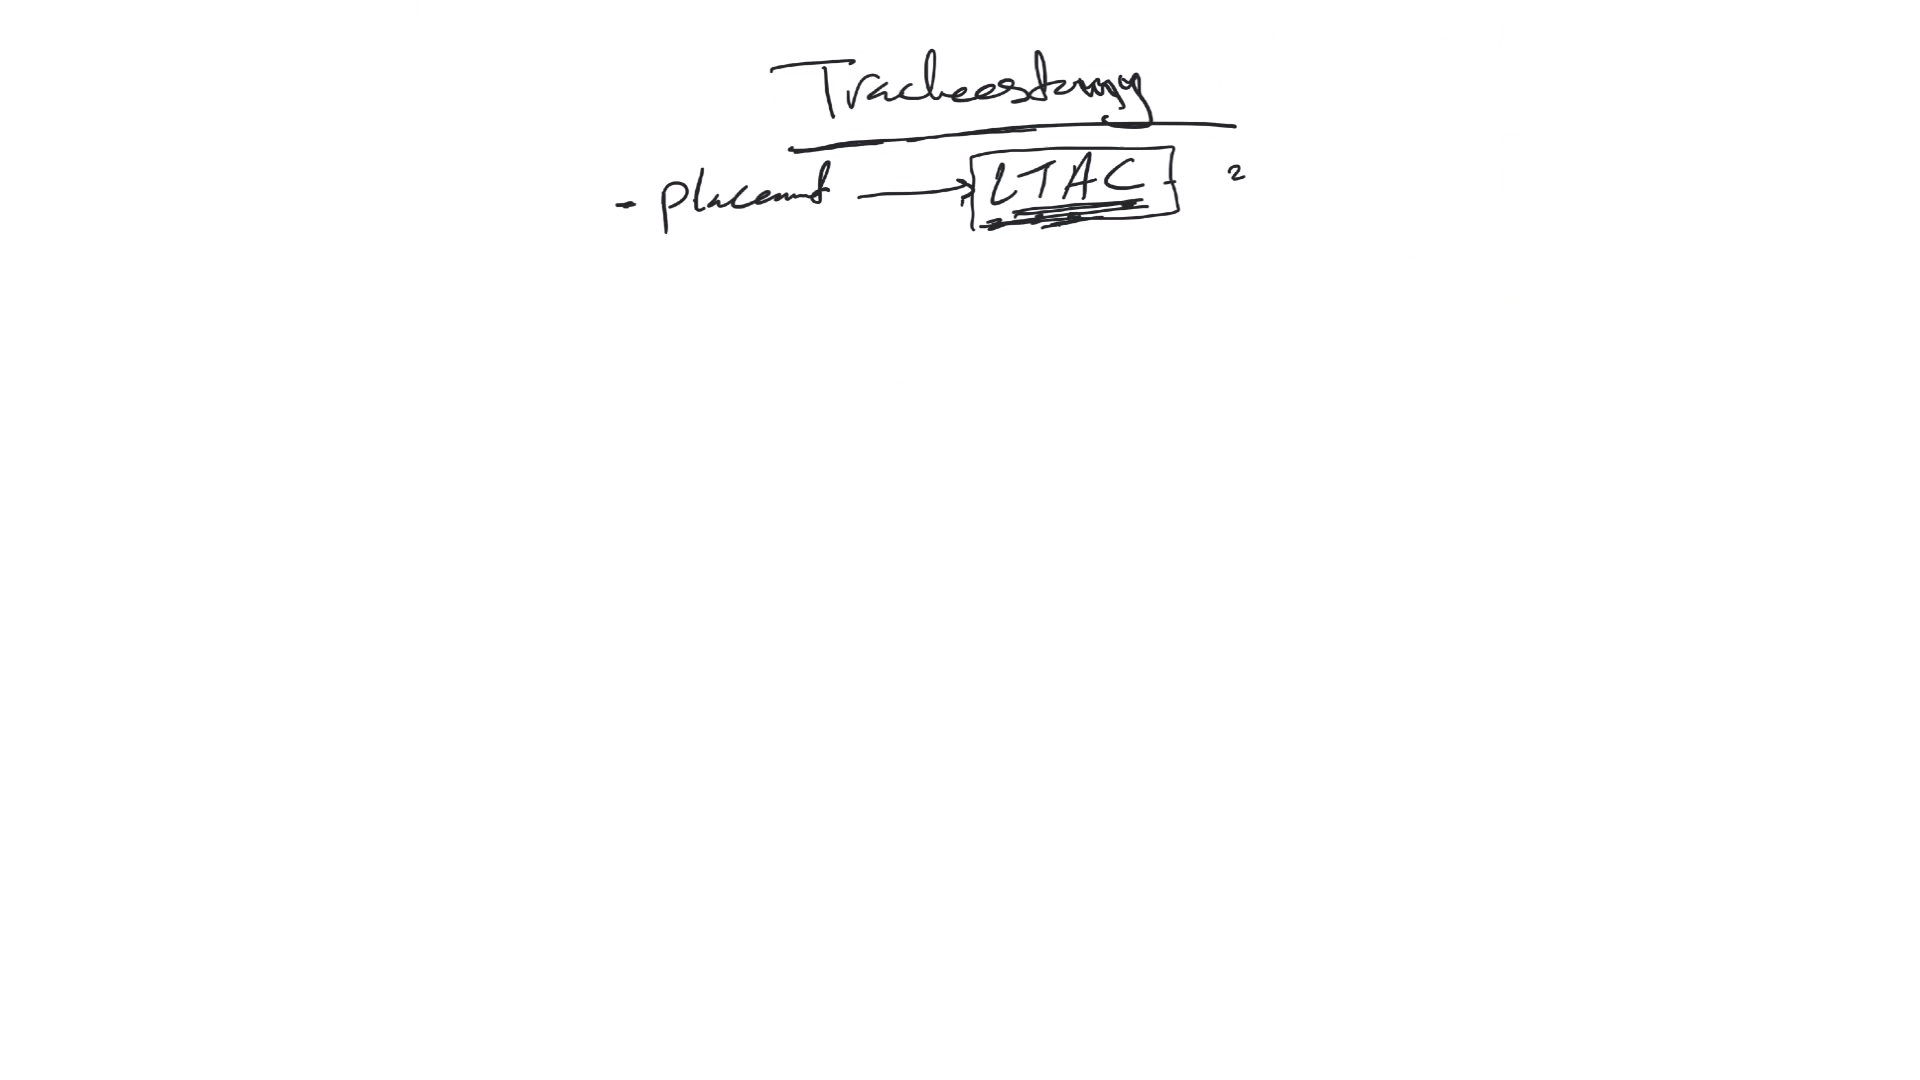 Tracheostomy
- placement → LTAC - 2